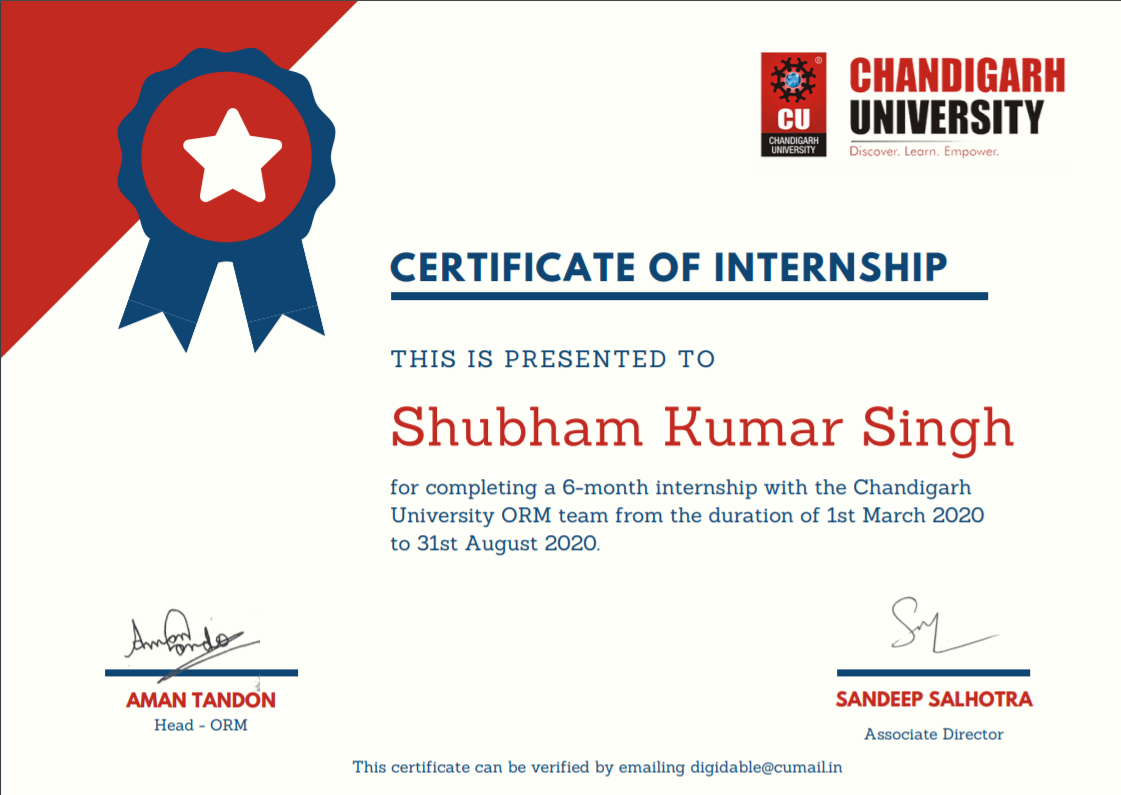 CU
CHANDIGARH
UNIVERSITY
®
CHANDIGARH
UNIVERSITY
Discover. Learn. Empower.
CERTIFICATE OF INTERNSHIP
THIS IS PRESENTED TO
Shubham Kumar Singh
for completing a 6-month internship with the Chandigarh
University ORM team from the duration of 1st March 2020
to 31st August 2020.
Aman Tando
AMAN TANDON
Head - ORM
SANDEEP SALHOTRA
Associate Director
This certificate can be verified by emailing digidable@cumail.in